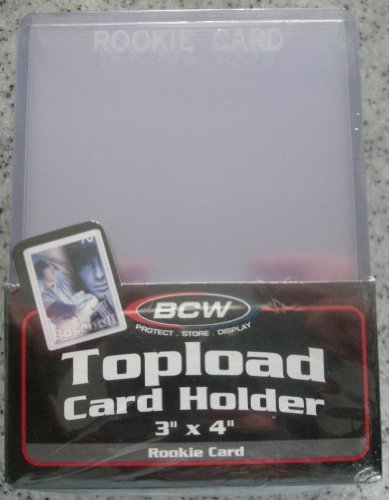 ROOKIE CARD
BCW
PROTECT . STORE . DISPLAY
Topload
Card Holder
3" x 4"
Rookie Card